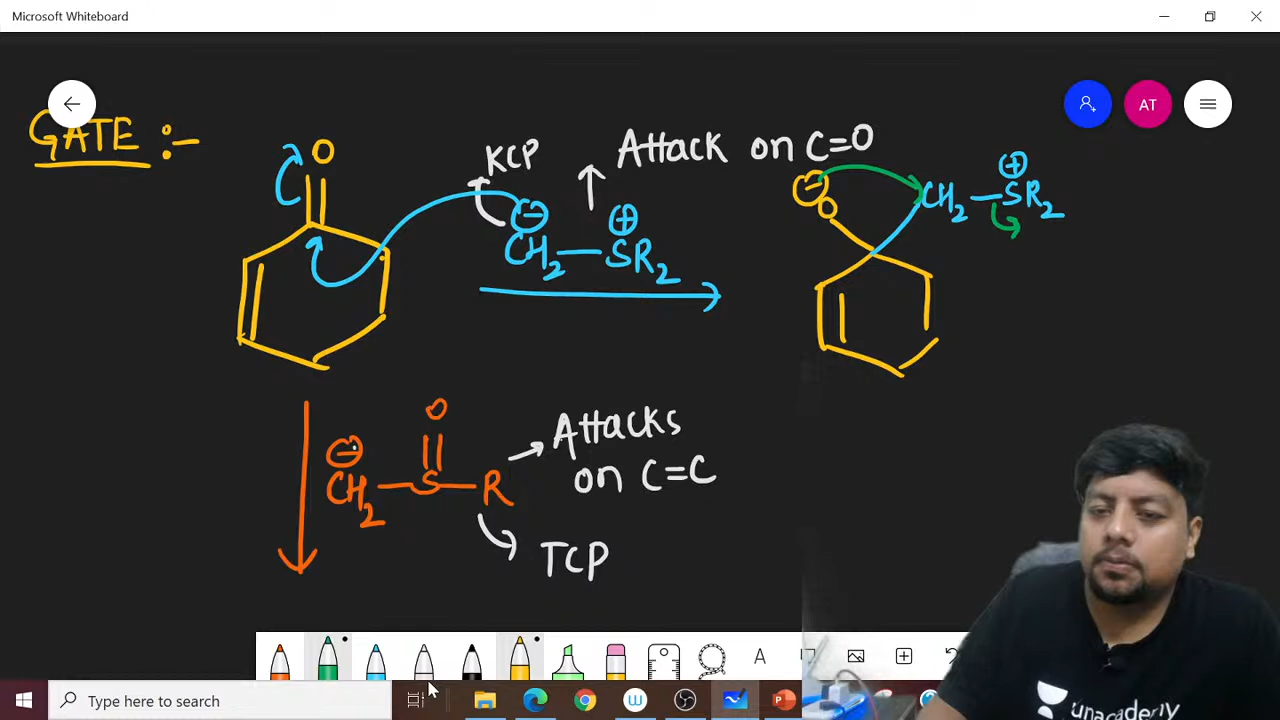 Microsoft Whiteboard
AT
GATE :-
O
KCP
Attack on C=O
⊖
CH2 — SR2
⊕
⊖
O
CH2 — SR2
⊕
O
⊖
CH2 — S — R
Attacks
on C=C
TCP
A
Type here to search
W
P
unacademy